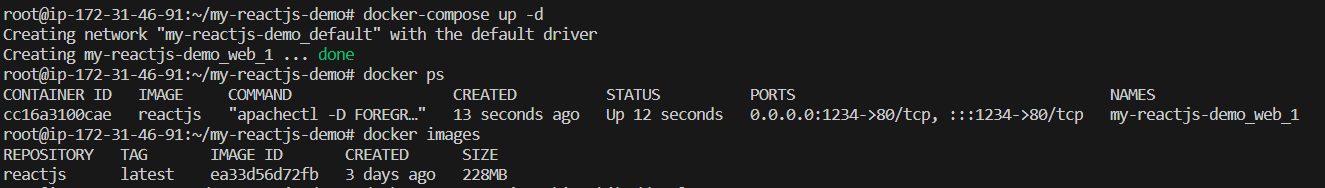 root@ip-172-31-46-91:~/my-reactjs-demo# docker-compose up -d
Creating network "my-reactjs-demo_default" with the default driver
Creating my-reactjs-demo_web_1 ... done
root@ip-172-31-46-91:~/my-reactjs-demo# docker ps
CONTAINER ID   IMAGE     COMMAND                  CREATED          STATUS          PORTS                                   NAMES
cc16a3100cae   reactjs   "apachectl -D FOREGR…"   13 seconds ago   Up 12 seconds   0.0.0.0:1234->80/tcp, :::1234->80/tcp   my-reactjs-demo_web_1
root@ip-172-31-46-91:~/my-reactjs-demo# docker images
REPOSITORY   TAG       IMAGE ID       CREATED      SIZE
reactjs      latest    ea33d56d72fb   3 days ago   228MB